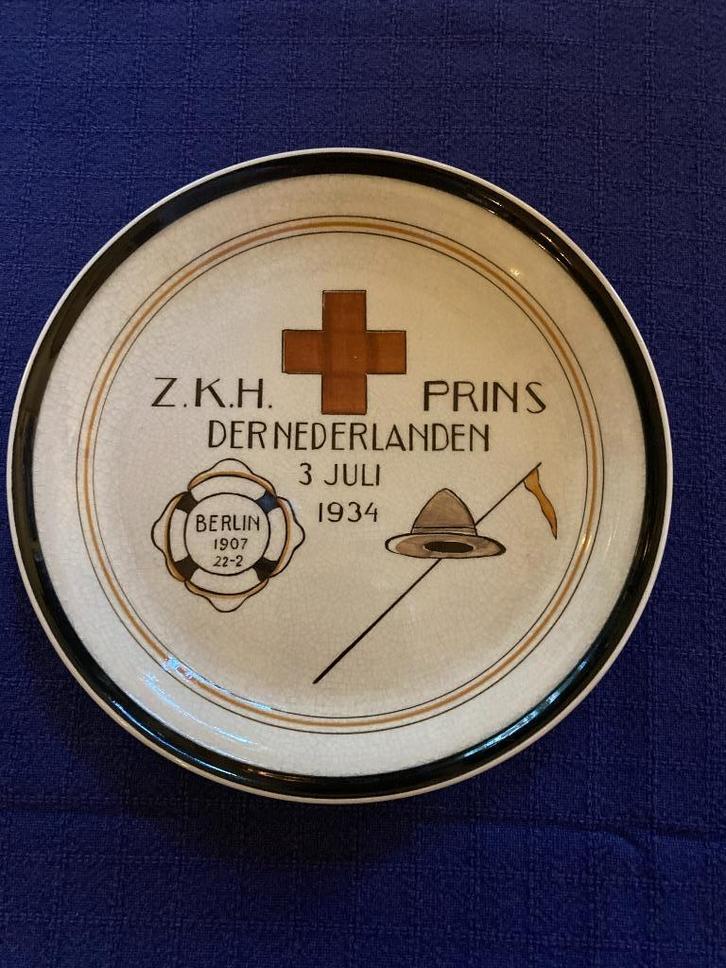 Z.K.H. PRINS
DER NEDERLANDEN
3 JULI
1934
BERLIN
1907
22-2